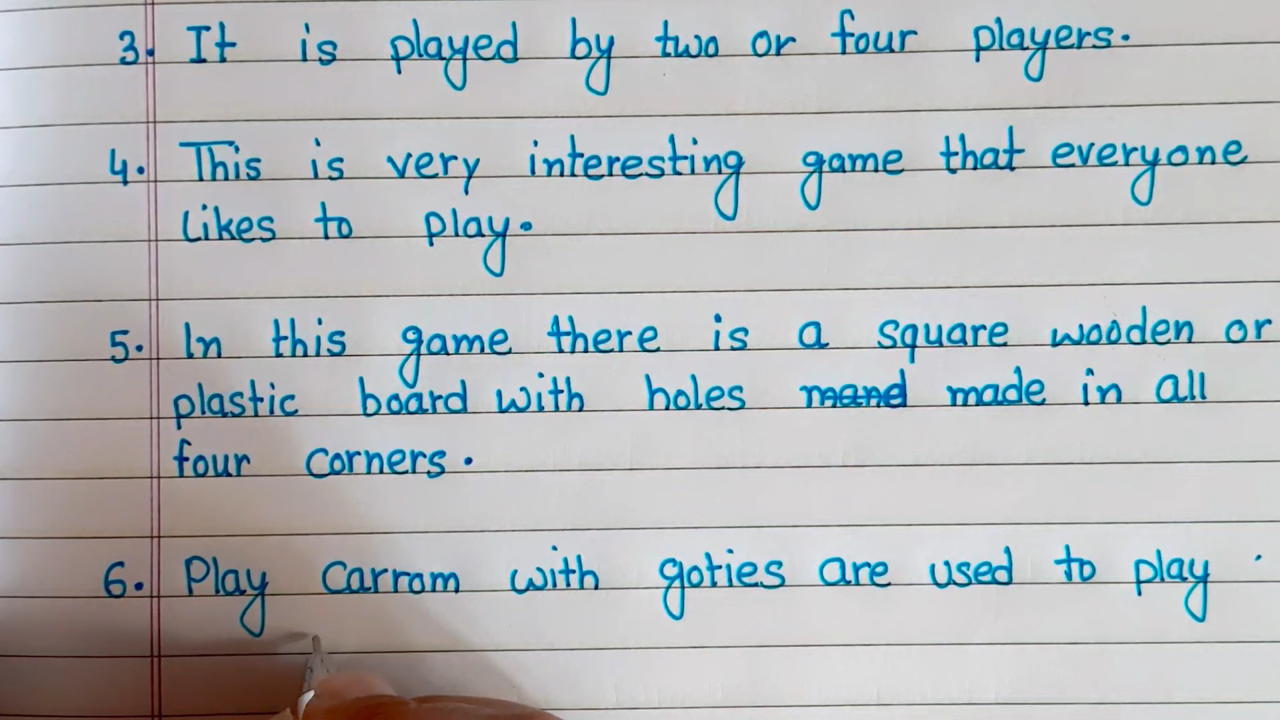 3. It is played by two or four players.
4. This is very interesting game that everyone
likes to play.
5. In this game there is a square wooden or
plastic board with holes mand made in all
four corners.
6. Play Carrom with goties are used to play